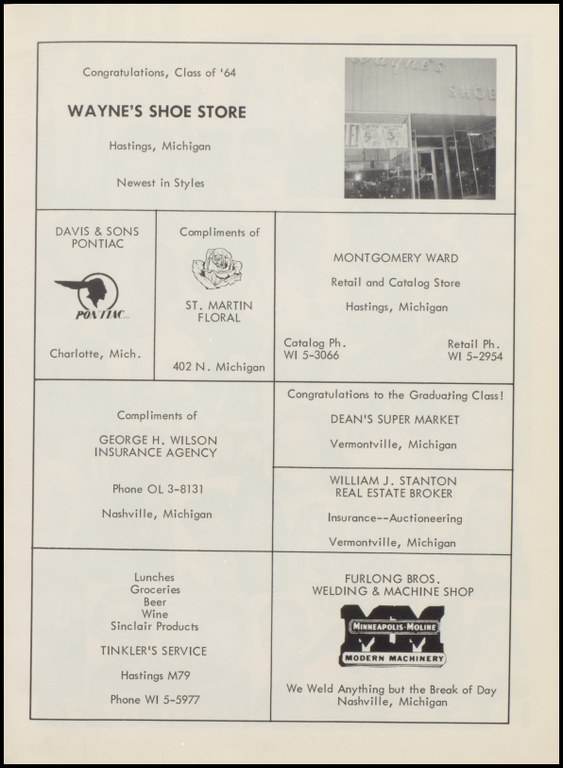 Congratulations, Class of '64
WAYNE'S SHOE STORE
Hastings, Michigan
Newest in Styles
Wayne's
SHOE
DAVIS & SONS
PONTIAC
PONTIAC
Charlotte, Mich.
Compliments of
ST. MARTIN
FLORAL
402 N. Michigan
MONTGOMERY WARD
Retail and Catalog Store
Hastings, Michigan
Catalog Ph.
WI 5-3066
Retail Ph.
WI 5-2954
Compliments of
GEORGE H. WILSON
INSURANCE AGENCY
Phone OL 3-8131
Nashville, Michigan
Congratulations to the Graduating Class!
DEAN'S SUPER MARKET
Vermontville, Michigan
WILLIAM J. STANTON
REAL ESTATE BROKER
Insurance--Auctioneering
Vermontville, Michigan
Lunches
Groceries
Beer
Wine
Sinclair Products
TINKLER'S SERVICE
Hastings M79
Phone WI 5-5977
FURLONG BROS.
WELDING & MACHINE SHOP
MM
MINNEAPOLIS-MOLINE
MODERN MACHINERY
We Weld Anything but the Break of Day
Nashville, Michigan